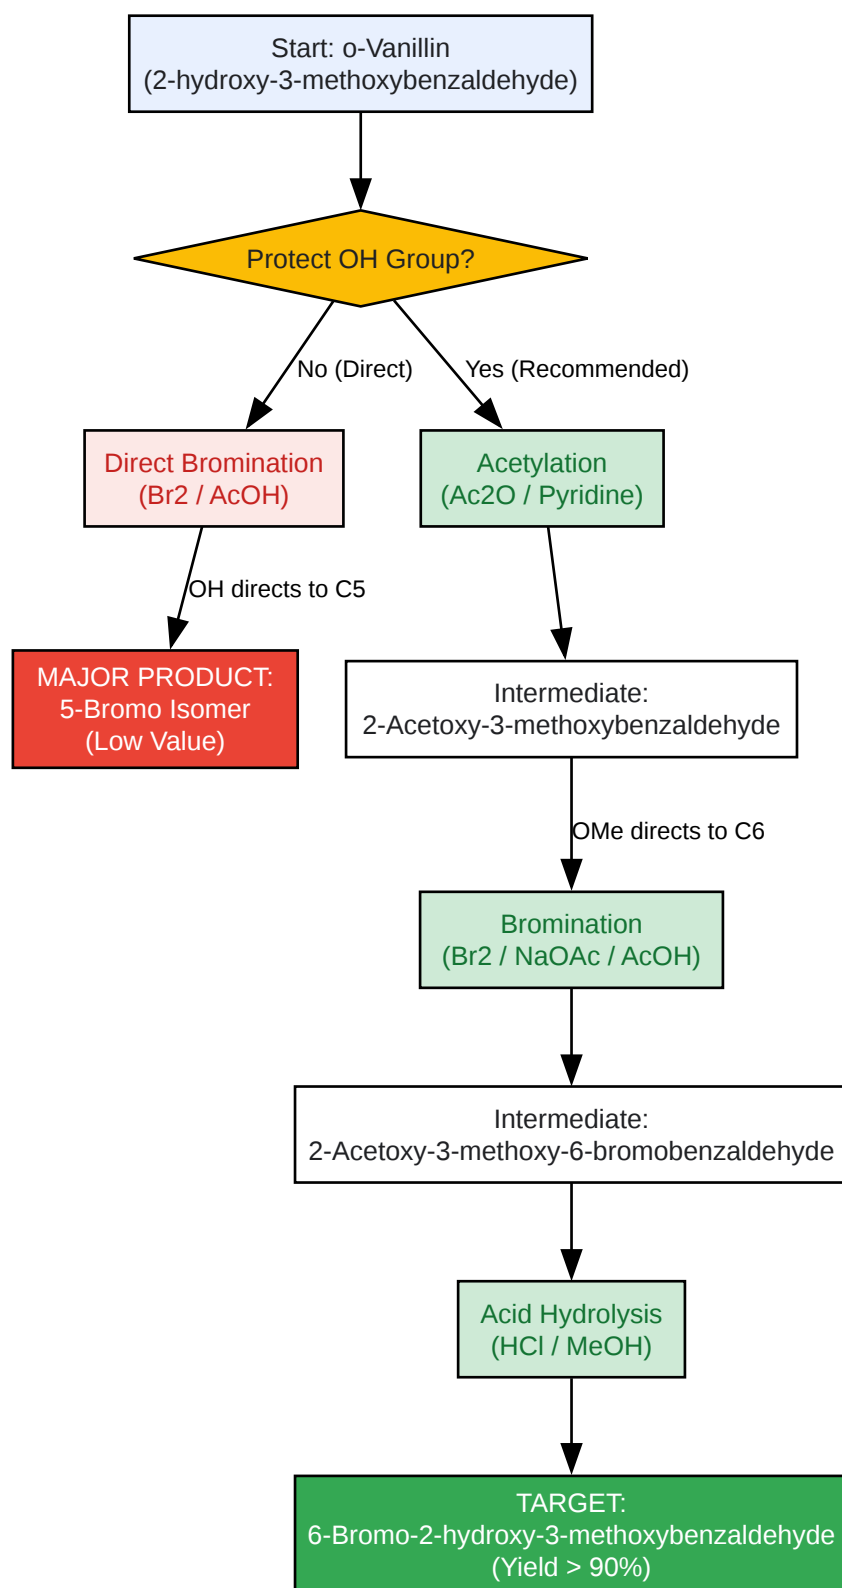 Start: o-Vanillin
(2-hydroxy-3-methoxybenzaldehyde)
Protect OH Group?
No (Direct)
Yes (Recommended)
Direct Bromination
(Br2 / AcOH)
Acetylation
(Ac2O / Pyridine)
OH directs to C5
MAJOR PRODUCT:
5-Bromo Isomer
(Low Value)
Intermediate:
2-Acetoxy-3-methoxybenzaldehyde
OMe directs to C6
Bromination
(Br2 / NaOAc / AcOH)
Intermediate:
2-Acetoxy-3-methoxy-6-bromobenzaldehyde
Acid Hydrolysis
(HCl / MeOH)
TARGET:
6-Bromo-2-hydroxy-3-methoxybenzaldehyde
(Yield > 90%)